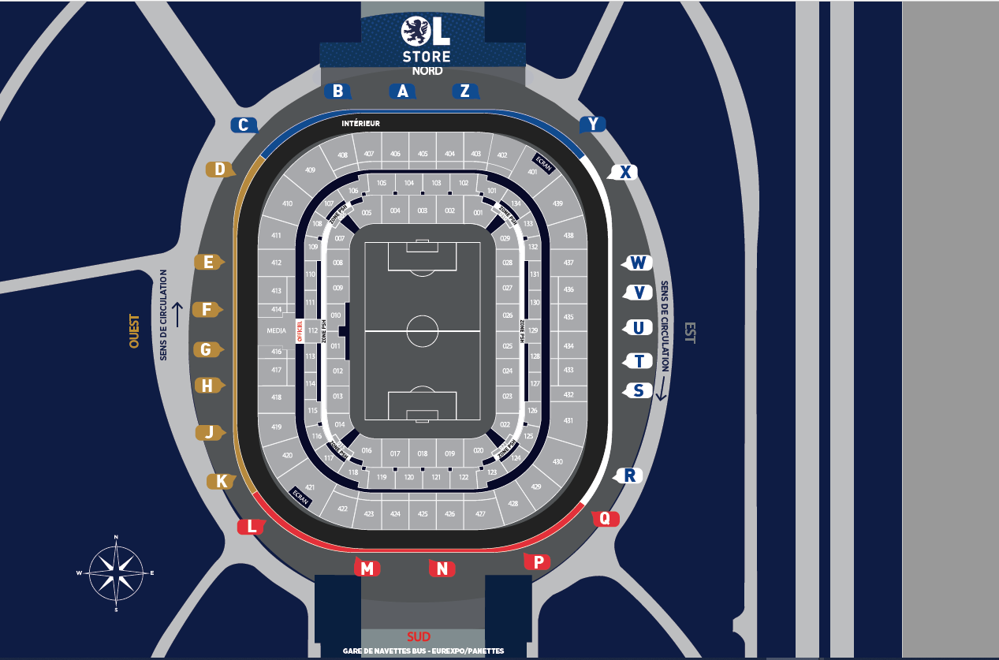 OL
STORE
NORD
B A Z
C Y
INTÉRIEUR
D X
408 407 406 405 404 403 402
ECRAN
409 401
410 439
106 105 104 103 102 101
107 134
ZONE PSH ZONE PSH
005 004 003 002 001
108 133
411 438
007 029
109 132
E W
412 008 028 437
110 131
413 009 027 436
V
111 130
F
414
010 026 435
MEDIA
OFFICIEL
112
ZONE PSH
ZONE PSH
129
U
OUEST
SENS DE CIRCULATION
SENS DE CIRCULATION
EST
G
416 011 025 434
113 128
T
417 012 024 433
H
114 127
S
418 013 023 432
115 126
419 014 022 431
J
116 125
ZONE PSH ZONE PSH
420 117 016 017 018 019 020 124 430
118 119 120 121 122 123
K R
421 429
ECRAN
422 423 424 425 426 427 428
L Q
M N P
N
W E
S
SUD
GARE DE NAVETTES BUS - EUREXPO/PANETTES